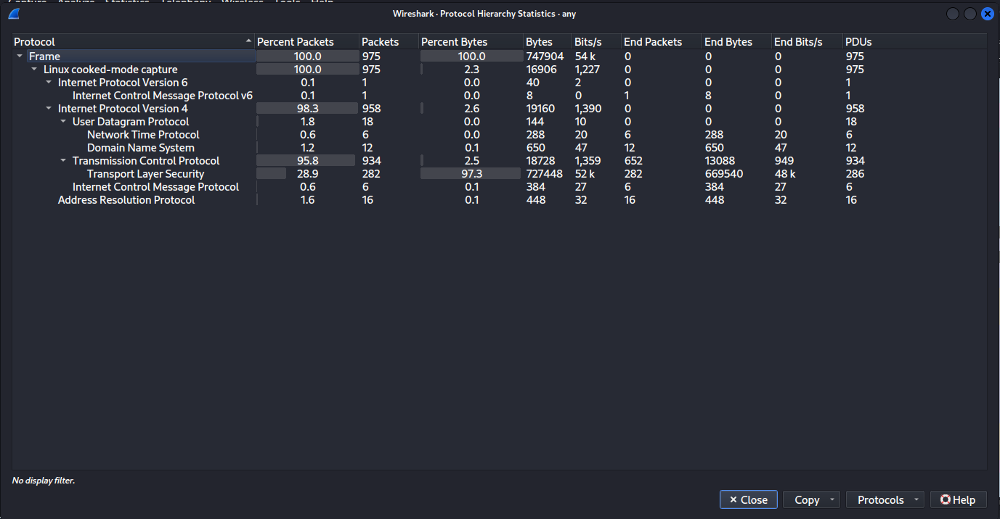 Capture Analyze Statistics Telephony Wireless Tools Help
Wireshark · Protocol Hierarchy Statistics · any
Protocol Percent Packets Packets Percent Bytes Bytes Bits/s End Packets End Bytes End Bits/s PDUs
Frame 100.0 975 100.0 747904 54 k 0 0 0 975
Linux cooked-mode capture 100.0 975 2.3 16906 1,227 0 0 0 975
Internet Protocol Version 6 0.1 1 0.0 40 2 0 0 0 1
Internet Control Message Protocol v6 0.1 1 0.0 8 0 1 8 0 1
Internet Protocol Version 4 98.3 958 2.6 19160 1,390 0 0 0 958
User Datagram Protocol 1.8 18 0.0 144 10 0 0 0 18
Network Time Protocol 0.6 6 0.0 288 20 6 288 20 6
Domain Name System 1.2 12 0.1 650 47 12 650 47 12
Transmission Control Protocol 95.8 934 2.5 18728 1,359 652 13088 949 934
Transport Layer Security 28.9 282 97.3 727448 52 k 282 669540 48 k 286
Internet Control Message Protocol 0.6 6 0.1 384 27 6 384 27 6
Address Resolution Protocol 1.6 16 0.1 448 32 16 448 32 16
No display filter.
Close Copy Protocols Help